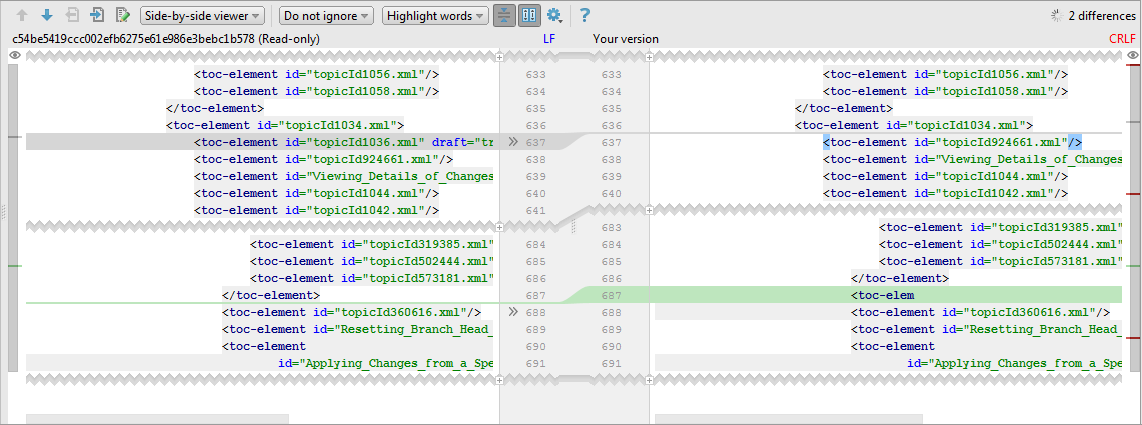 Side-by-side viewer Do not ignore Highlight words ? 2 differences
c54be5419ccc002efb6275e61e986e3bebc1b578 (Read-only) LF Your version CRLF
<toc-element id="topicId1056.xml"/> 633 633 <toc-element id="topicId1056.xml"/>
<toc-element id="topicId1058.xml"/> 634 634 <toc-element id="topicId1058.xml"/>
</toc-element> 635 635 </toc-element>
<toc-element id="topicId1034.xml"> 636 636 <toc-element id="topicId1034.xml">
<toc-element id="topicId1036.xml" draft="tr 637 637 <toc-element id="topicId924661.xml"/>
<toc-element id="topicId924661.xml"/> 638 638 <toc-element id="Viewing_Details_of_Changes
<toc-element id="Viewing_Details_of_Changes 639 639 <toc-element id="topicId1044.xml"/>
<toc-element id="topicId1044.xml"/> 640 640 <toc-element id="topicId1042.xml"/>
<toc-element id="topicId1042.xml"/> 641
683 <toc-element id="topicId319385.xml"
<toc-element id="topicId319385.xml" 684 684 <toc-element id="topicId502444.xml"
<toc-element id="topicId502444.xml" 685 685 <toc-element id="topicId573181.xml"
<toc-element id="topicId573181.xml" 686 686 </toc-element>
</toc-element> 687 687 <toc-elem
<toc-element id="topicId360616.xml"/> 688 688 <toc-element id="topicId360616.xml"/>
<toc-element id="Resetting_Branch_Head_ 689 689 <toc-element id="Resetting_Branch_Head_
<toc-element 690 690 <toc-element
id="Applying_Changes_from_a_Spe 691 691 id="Applying_Changes_from_a_Spe